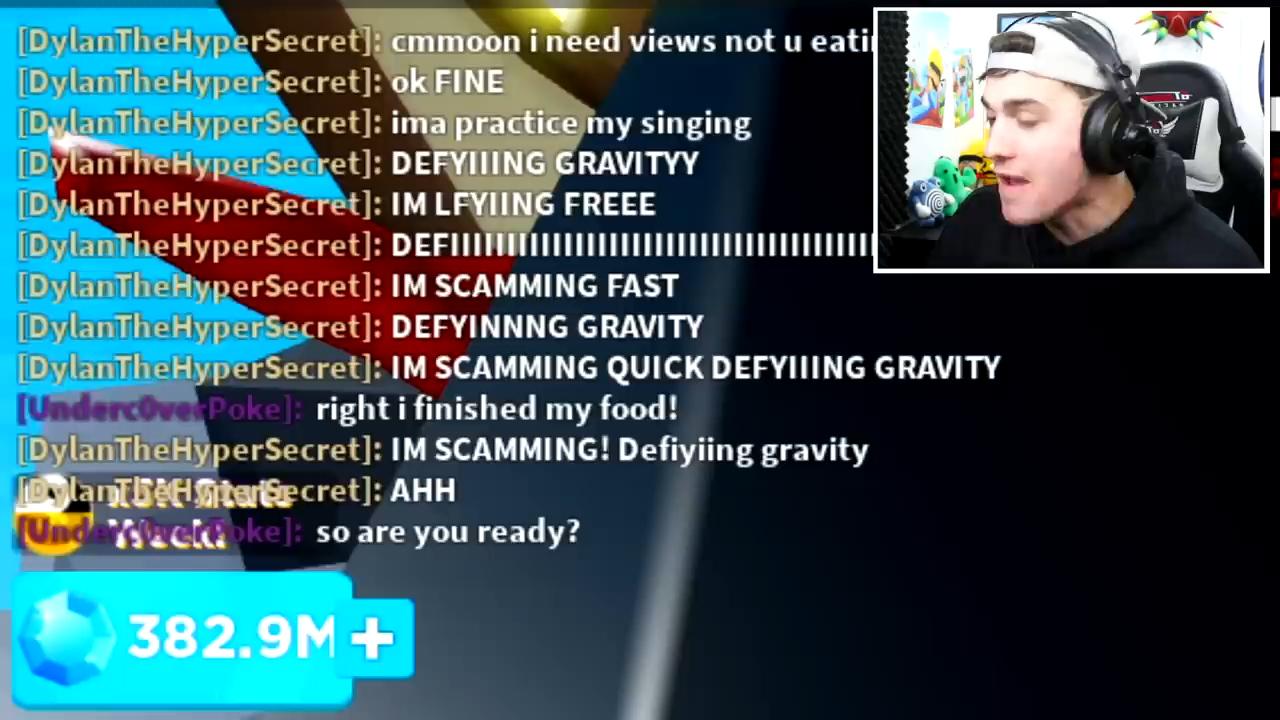 [DylanTheHyperSecret]: cmmoon i need views not u eatin
[DylanTheHyperSecret]: ok FINE
[DylanTheHyperSecret]: ima practice my singing
[DylanTheHyperSecret]: DEFYIIING GRAVITYY
[DylanTheHyperSecret]: IM LFYIING FREEE
[DylanTheHyperSecret]: DEFIIIIIIIIIIIIIIIIIIIIIIIIIIIIIIIIIIIII
[DylanTheHyperSecret]: IM SCAMMING FAST
[DylanTheHyperSecret]: DEFYINNNG GRAVITY
[DylanTheHyperSecret]: IM SCAMMING QUICK DEFYIIING GRAVITY
[Underc0verPoke]: right i finished my food!
[DylanTheHyperSecret]: IM SCAMMING! Defiyiing gravity
[DylanTheHyperSecret]: AHH
[Underc0verPoke]: so are you ready?
382.9M +